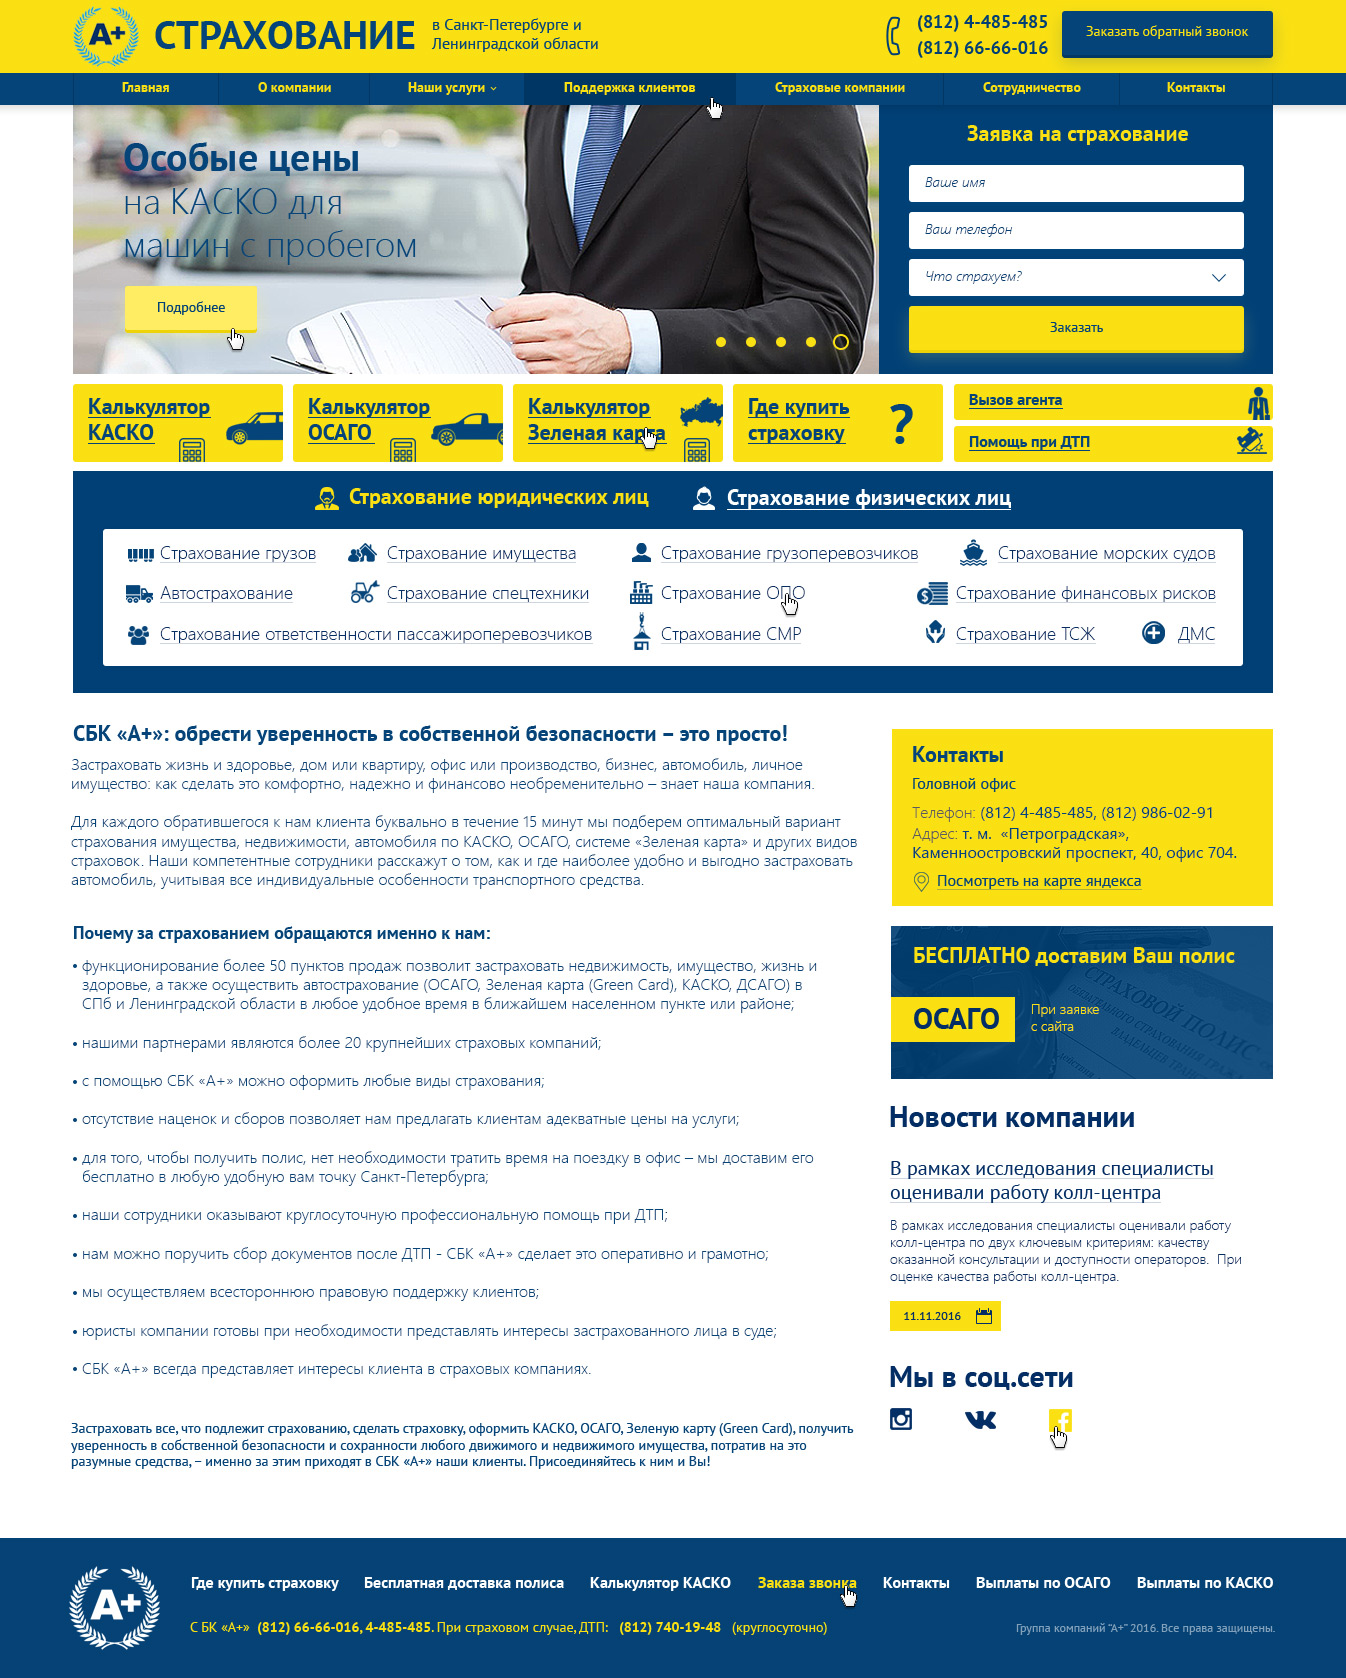 А+ СТРАХОВАНИЕ
в Санкт-Петербурге и
Ленинградской области
(812) 4-485-485
(812) 66-66-016
Заказать обратный звонок
Главная О компании Наши услуги Поддержка клиентов Страховые компании Сотрудничество Контакты
Особые цены
на КАСКО для
машин с пробегом
Подробнее
Заявка на страхование
Ваше имя
Ваш телефон
Что страхуем?
Заказать
Калькулятор
КАСКО
Калькулятор
ОСАГО
Калькулятор
Зеленая карта
Где купить
страховку
?
Вызов агента
Помощь при ДТП
Страхование юридических лиц Страхование физических лиц
Страхование грузов Страхование имущества Страхование грузоперевозчиков Страхование морских судов
Автострахование Страхование спецтехники Страхование ОПО Страхование финансовых рисков
Страхование ответственности пассажироперевозчиков Страхование СМР Страхование ТСЖ ДМС
СБК «А+»: обрести уверенность в собственной безопасности – это просто!
Застраховать жизнь и здоровье, дом или квартиру, офис или производство, бизнес, автомобиль, личное
имущество: как сделать это комфортно, надежно и финансово необременительно – знает наша компания.
Для каждого обратившегося к нам клиента буквально в течение 15 минут мы подберем оптимальный вариант
страхования имущества, недвижимости, автомобиля по КАСКО, ОСАГО, системе «Зеленая карта» и других видов
страховок. Наши компетентные сотрудники расскажут о том, как и где наиболее удобно и выгодно застраховать
автомобиль, учитывая все индивидуальные особенности транспортного средства.
Почему за страхованием обращаются именно к нам:
• функционирование более 50 пунктов продаж позволит застраховать недвижимость, имущество, жизнь и
здоровье, а также осуществить автострахование (ОСАГО, Зеленая карта (Green Card), КАСКО, ДСАГО) в
СПб и Ленинградской области в любое удобное время в ближайшем населенном пункте или районе;
• нашими партнерами являются более 20 крупнейших страховых компаний;
• с помощью СБК «А+» можно оформить любые виды страхования;
• отсутствие наценок и сборов позволяет нам предлагать клиентам адекватные цены на услуги;
• для того, чтобы получить полис, нет необходимости тратить время на поездку в офис – мы доставим его
бесплатно в любую удобную вам точку Санкт-Петербурга;
• наши сотрудники оказывают круглосуточную профессиональную помощь при ДТП;
• нам можно поручить сбор документов после ДТП - СБК «А+» сделает это оперативно и грамотно;
• мы осуществляем всестороннюю правовую поддержку клиентов;
• юристы компании готовы при необходимости представлять интересы застрахованного лица в суде;
• СБК «А+» всегда представляет интересы клиента в страховых компаниях.
Застраховать все, что подлежит страхованию, сделать страховку, оформить КАСКО, ОСАГО, Зеленую карту (Green Card), получить
уверенность в собственной безопасности и сохранности любого движимого и недвижимого имущества, потратив на это
разумные средства, – именно за этим приходят в СБК «А+» наши клиенты. Присоединяйтесь к ним и Вы!
Контакты
Головной офис
Телефон: (812) 4-485-485, (812) 986-02-91
Адрес: т. м. «Петроградская»,
Каменноостровский проспект, 40, офис 704.
Посмотреть на карте яндекса
БЕСПЛАТНО доставим Ваш полис
ОСАГО
При заявке
с сайта
СТРАХОВОЙ ПОЛИС
Новости компании
В рамках исследования специалисты
оценивали работу колл-центра
В рамках исследования специалисты оценивали работу
колл-центра по двух ключевым критериям: качеству
оказанной консультации и доступности операторов. При
оценке качества работы колл-центра.
11.11.2016
Мы в соц.сети
А+
Где купить страховку Бесплатная доставка полиса Калькулятор КАСКО Заказа звонка Контакты Выплаты по ОСАГО Выплаты по КАСКО
С БК «А+» (812) 66-66-016, 4-485-485. При страховом случае, ДТП: (812) 740-19-48 (круглосуточно)
Группа компаний "А+" 2016. Все права защищены.